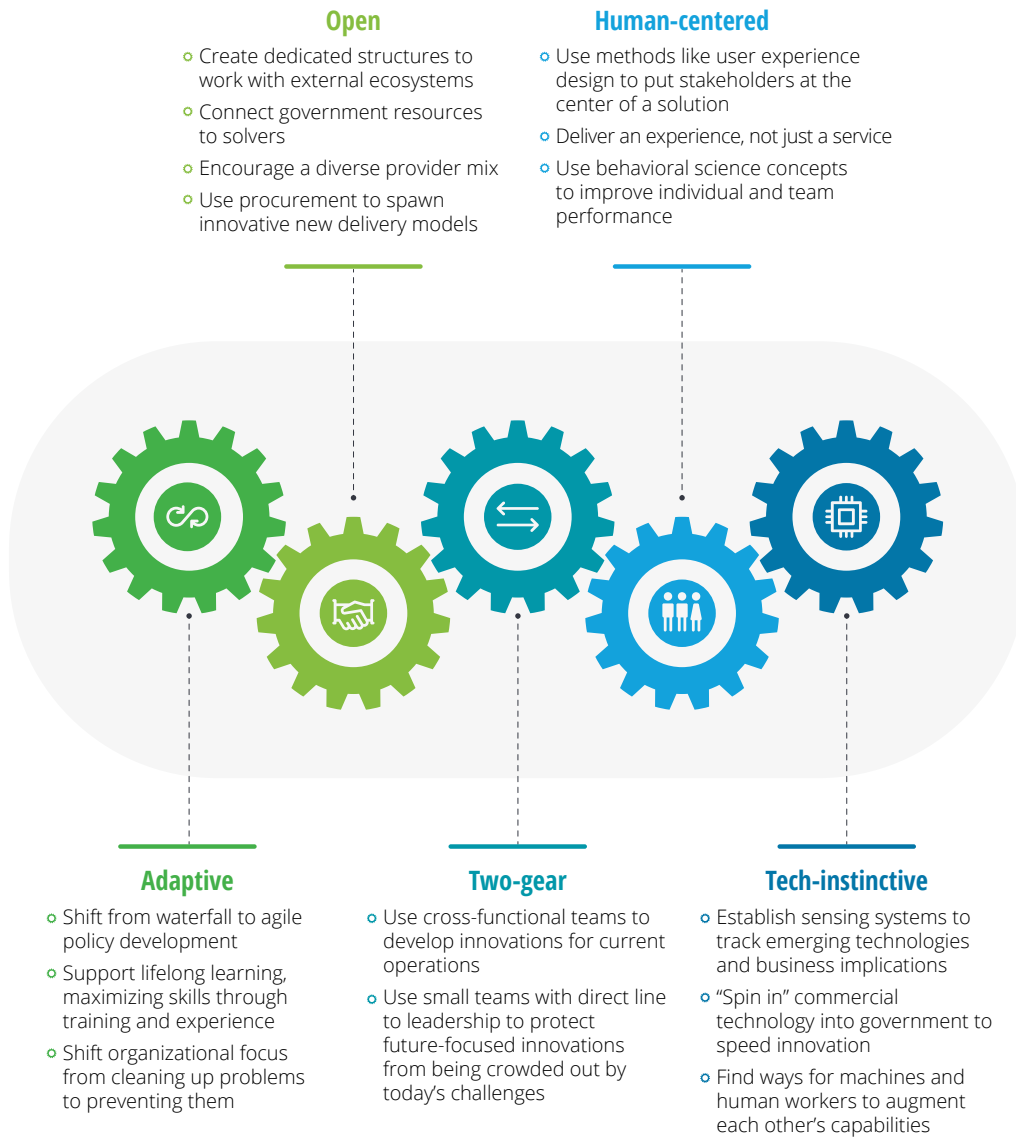 Open
Create dedicated structures to
work with external ecosystems
Connect government resources
to solvers
Encourage a diverse provider mix
Use procurement to spawn
innovative new delivery models
Human-centered
Use methods like user experience
design to put stakeholders at the
center of a solution
Deliver an experience, not just a service
Use behavioral science concepts
to improve individual and team
performance
Adaptive
Shift from waterfall to agile
policy development
Support lifelong learning,
maximizing skills through
training and experience
Shift organizational focus
from cleaning up problems
to preventing them
Two-gear
Use cross-functional teams to
develop innovations for current
operations
Use small teams with direct line
to leadership to protect
future-focused innovations
from being crowded out by
today’s challenges
Tech-instinctive
Establish sensing systems to
track emerging technologies
and business implications
“Spin in” commercial
technology into government to
speed innovation
Find ways for machines and
human workers to augment
each other’s capabilities